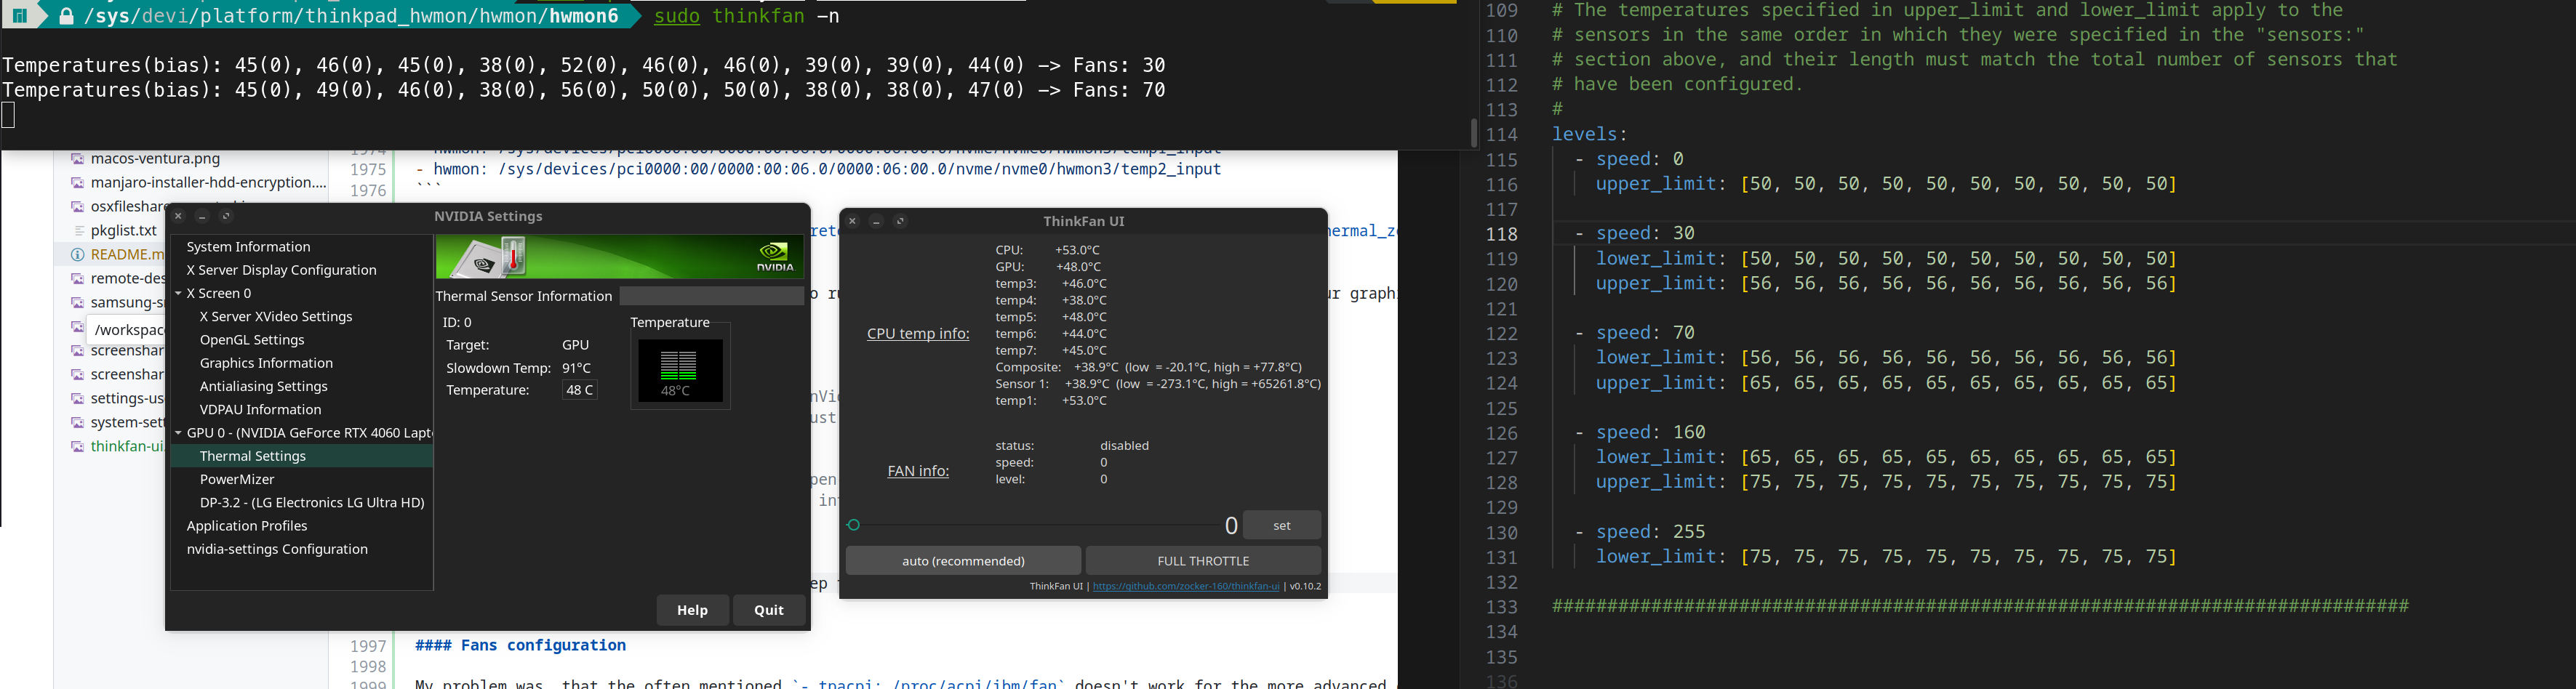 /sys/devi/platform/thinkpad_hwmon/hwmon/hwmon6 sudo thinkfan -n
Temperatures(bias): 45(0), 46(0), 45(0), 38(0), 52(0), 46(0), 46(0), 39(0), 39(0), 44(0) -> Fans: 30
Temperatures(bias): 45(0), 49(0), 46(0), 38(0), 56(0), 50(0), 50(0), 38(0), 38(0), 47(0) -> Fans: 70
macos-ventura.png
manjaro-installer-hdd-encryption....
osxfileshar
pkglist.txt
README.m
remote-des
samsung-s
/workspac
screenshar
screenshar
settings-us
system-sett
thinkfan-ui
1975 - hwmon: /sys/devices/pci0000:00/0000:00:06.0/0000:06:00.0/nvme/nvme0/hwmon3/temp2_input
1976 ```
NVIDIA Settings
System Information
X Server Display Configuration
X Screen 0
X Server XVideo Settings
OpenGL Settings
Graphics Information
Antialiasing Settings
VDPAU Information
GPU 0 - (NVIDIA GeForce RTX 4060 Lapt
Thermal Settings
PowerMizer
DP-3.2 - (LG Electronics LG Ultra HD)
Application Profiles
nvidia-settings Configuration
NVIDIA
Thermal Sensor Information
ID: 0
Target: GPU
Slowdown Temp: 91°C
Temperature: 48 C
Temperature
48°C
Help
Quit
ThinkFan UI
CPU temp info:
CPU: +53.0°C
GPU: +48.0°C
temp3: +46.0°C
temp4: +38.0°C
temp5: +48.0°C
temp6: +44.0°C
temp7: +45.0°C
Composite: +38.9°C (low = -20.1°C, high = +77.8°C)
Sensor 1: +38.9°C (low = -273.1°C, high = +65261.8°C)
temp1: +53.0°C
FAN info:
status: disabled
speed: 0
level: 0
0
set
auto (recommended)
FULL THROTTLE
ThinkFan UI | https://github.com/zocker-160/thinkfan-ui | v0.10.2
1997 #### Fans configuration
1998
1999 My problem was, that the often mentioned `- tpacpi: /proc/acpi/ibm/fan` doesn't work for the more advanced
109 # The temperatures specified in upper_limit and lower_limit apply to the
110 # sensors in the same order in which they were specified in the "sensors:"
111 # section above, and their length must match the total number of sensors that
112 # have been configured.
113 #
114 levels:
115 - speed: 0
116 upper_limit: [50, 50, 50, 50, 50, 50, 50, 50, 50, 50]
117
118 - speed: 30
119 lower_limit: [50, 50, 50, 50, 50, 50, 50, 50, 50, 50]
120 upper_limit: [56, 56, 56, 56, 56, 56, 56, 56, 56, 56]
121
122 - speed: 70
123 lower_limit: [56, 56, 56, 56, 56, 56, 56, 56, 56, 56]
124 upper_limit: [65, 65, 65, 65, 65, 65, 65, 65, 65, 65]
125
126 - speed: 160
127 lower_limit: [65, 65, 65, 65, 65, 65, 65, 65, 65, 65]
128 upper_limit: [75, 75, 75, 75, 75, 75, 75, 75, 75, 75]
129
130 - speed: 255
131 lower_limit: [75, 75, 75, 75, 75, 75, 75, 75, 75, 75]
132
133 ##############################################################################
134
135
136